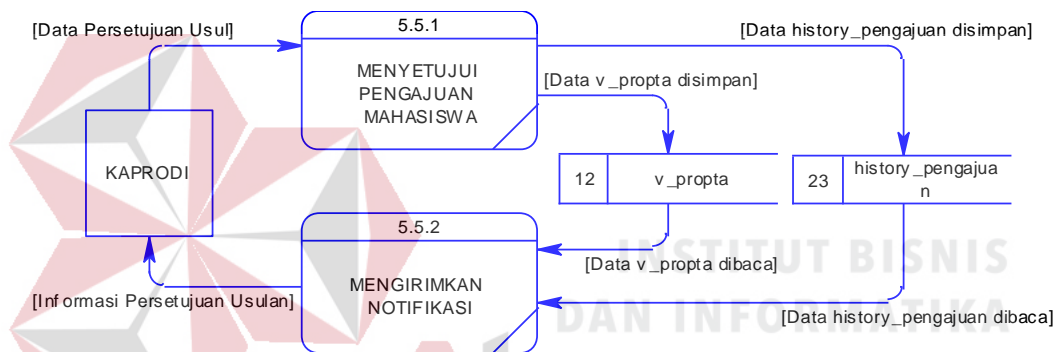 [Data Persetujuan Usul]
5.5.1
[Data history_pengajuan disimpan]
MENYETUJUI
PENGAJUAN
MAHASISWA
[Data v_propta disimpan]
KAPRODI
12
v_propta
23
history_pengajua
n
5.5.2
[Data v_propta dibaca]
INSTITUT BISNIS
MENGIRIMKAN
NOTIFIKASI
[Informasi Persetujuan Usulan]
DAN INFORMATIKA
[Data history_pengajuan dibaca]